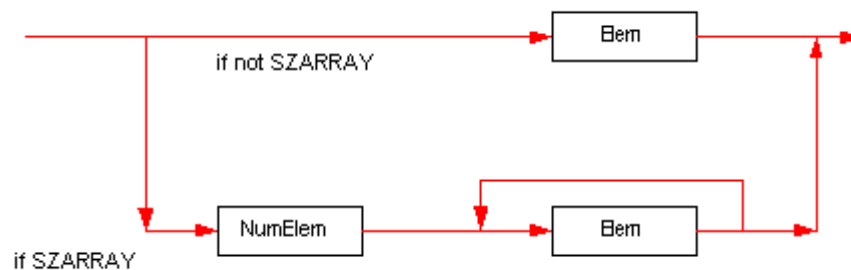 Elem
if not SZARRAY
NumElem
Elem
if SZARRAY